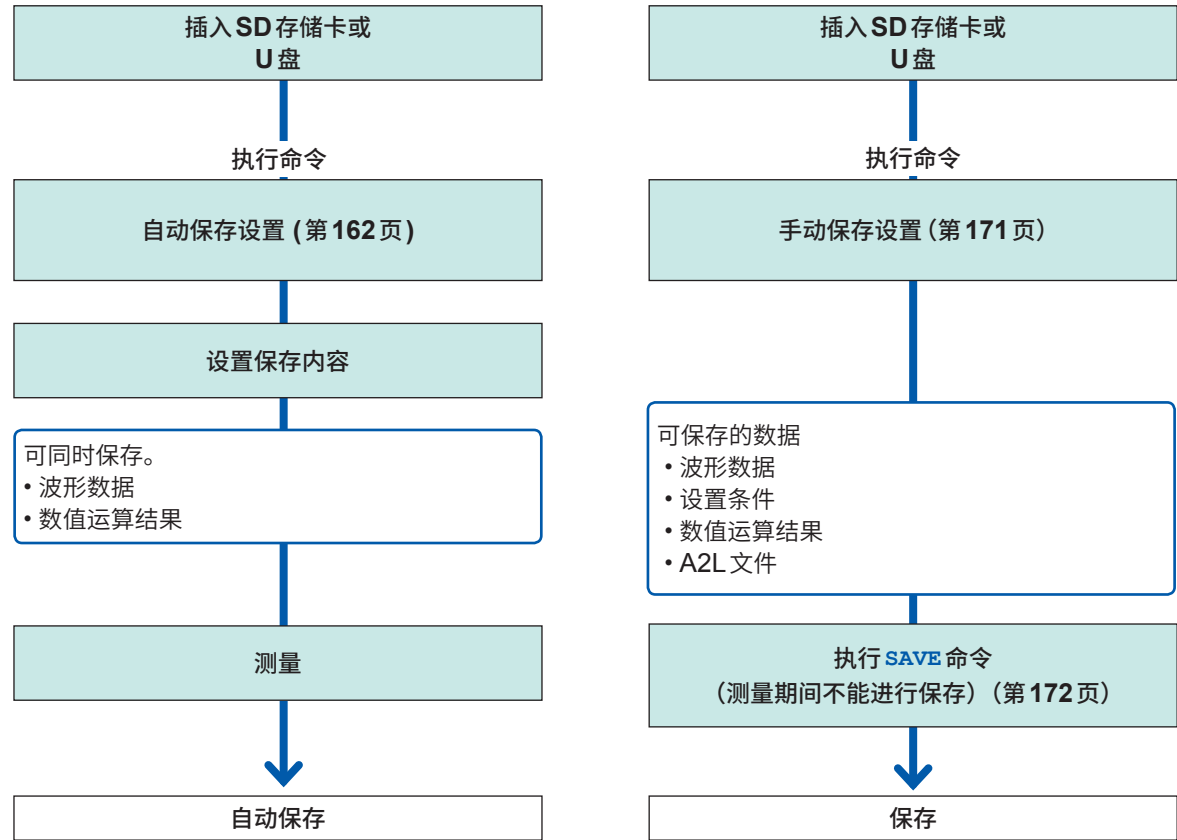 插入SD存储卡或
U盘
执行命令
自动保存设置 (第162页)
设置保存内容
可同时保存。
• 波形数据
• 数值运算结果
测量
自动保存
插入SD存储卡或
U盘
执行命令
手动保存设置（第171页）
可保存的数据
• 波形数据
• 设置条件
• 数值运算结果
• A2L文件
执行SAVE命令
（测量期间不能进行保存）（第172页）
保存